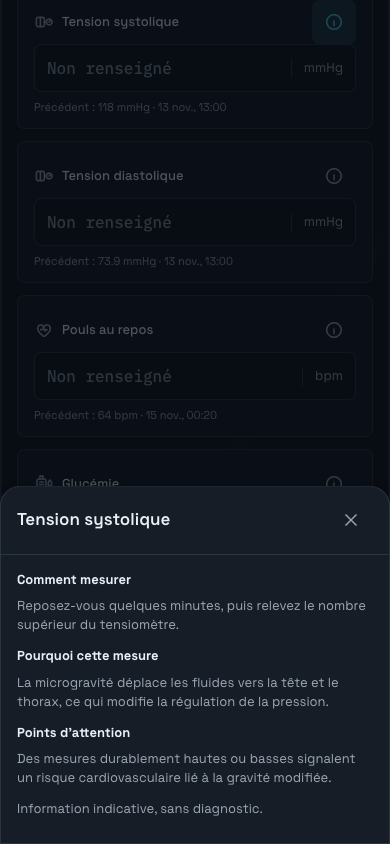 Tension systolique
Non renseigné mmHg
Précédent : 118 mmHg · 13 nov., 13:00
Tension diastolique
Non renseigné mmHg
Précédent : 73.9 mmHg · 13 nov., 13:00
Pouls au repos
Non renseigné bpm
Précédent : 64 bpm · 15 nov., 00:20
Glucémie
Tension systolique
Comment mesurer
Reposez-vous quelques minutes, puis relevez le nombre
supérieur du tensiomètre.
Pourquoi cette mesure
La microgravité déplace les fluides vers la tête et le
thorax, ce qui modifie la régulation de la pression.
Points d'attention
Des mesures durablement hautes ou basses signalent
un risque cardiovasculaire lié à la gravité modifiée.
Information indicative, sans diagnostic.